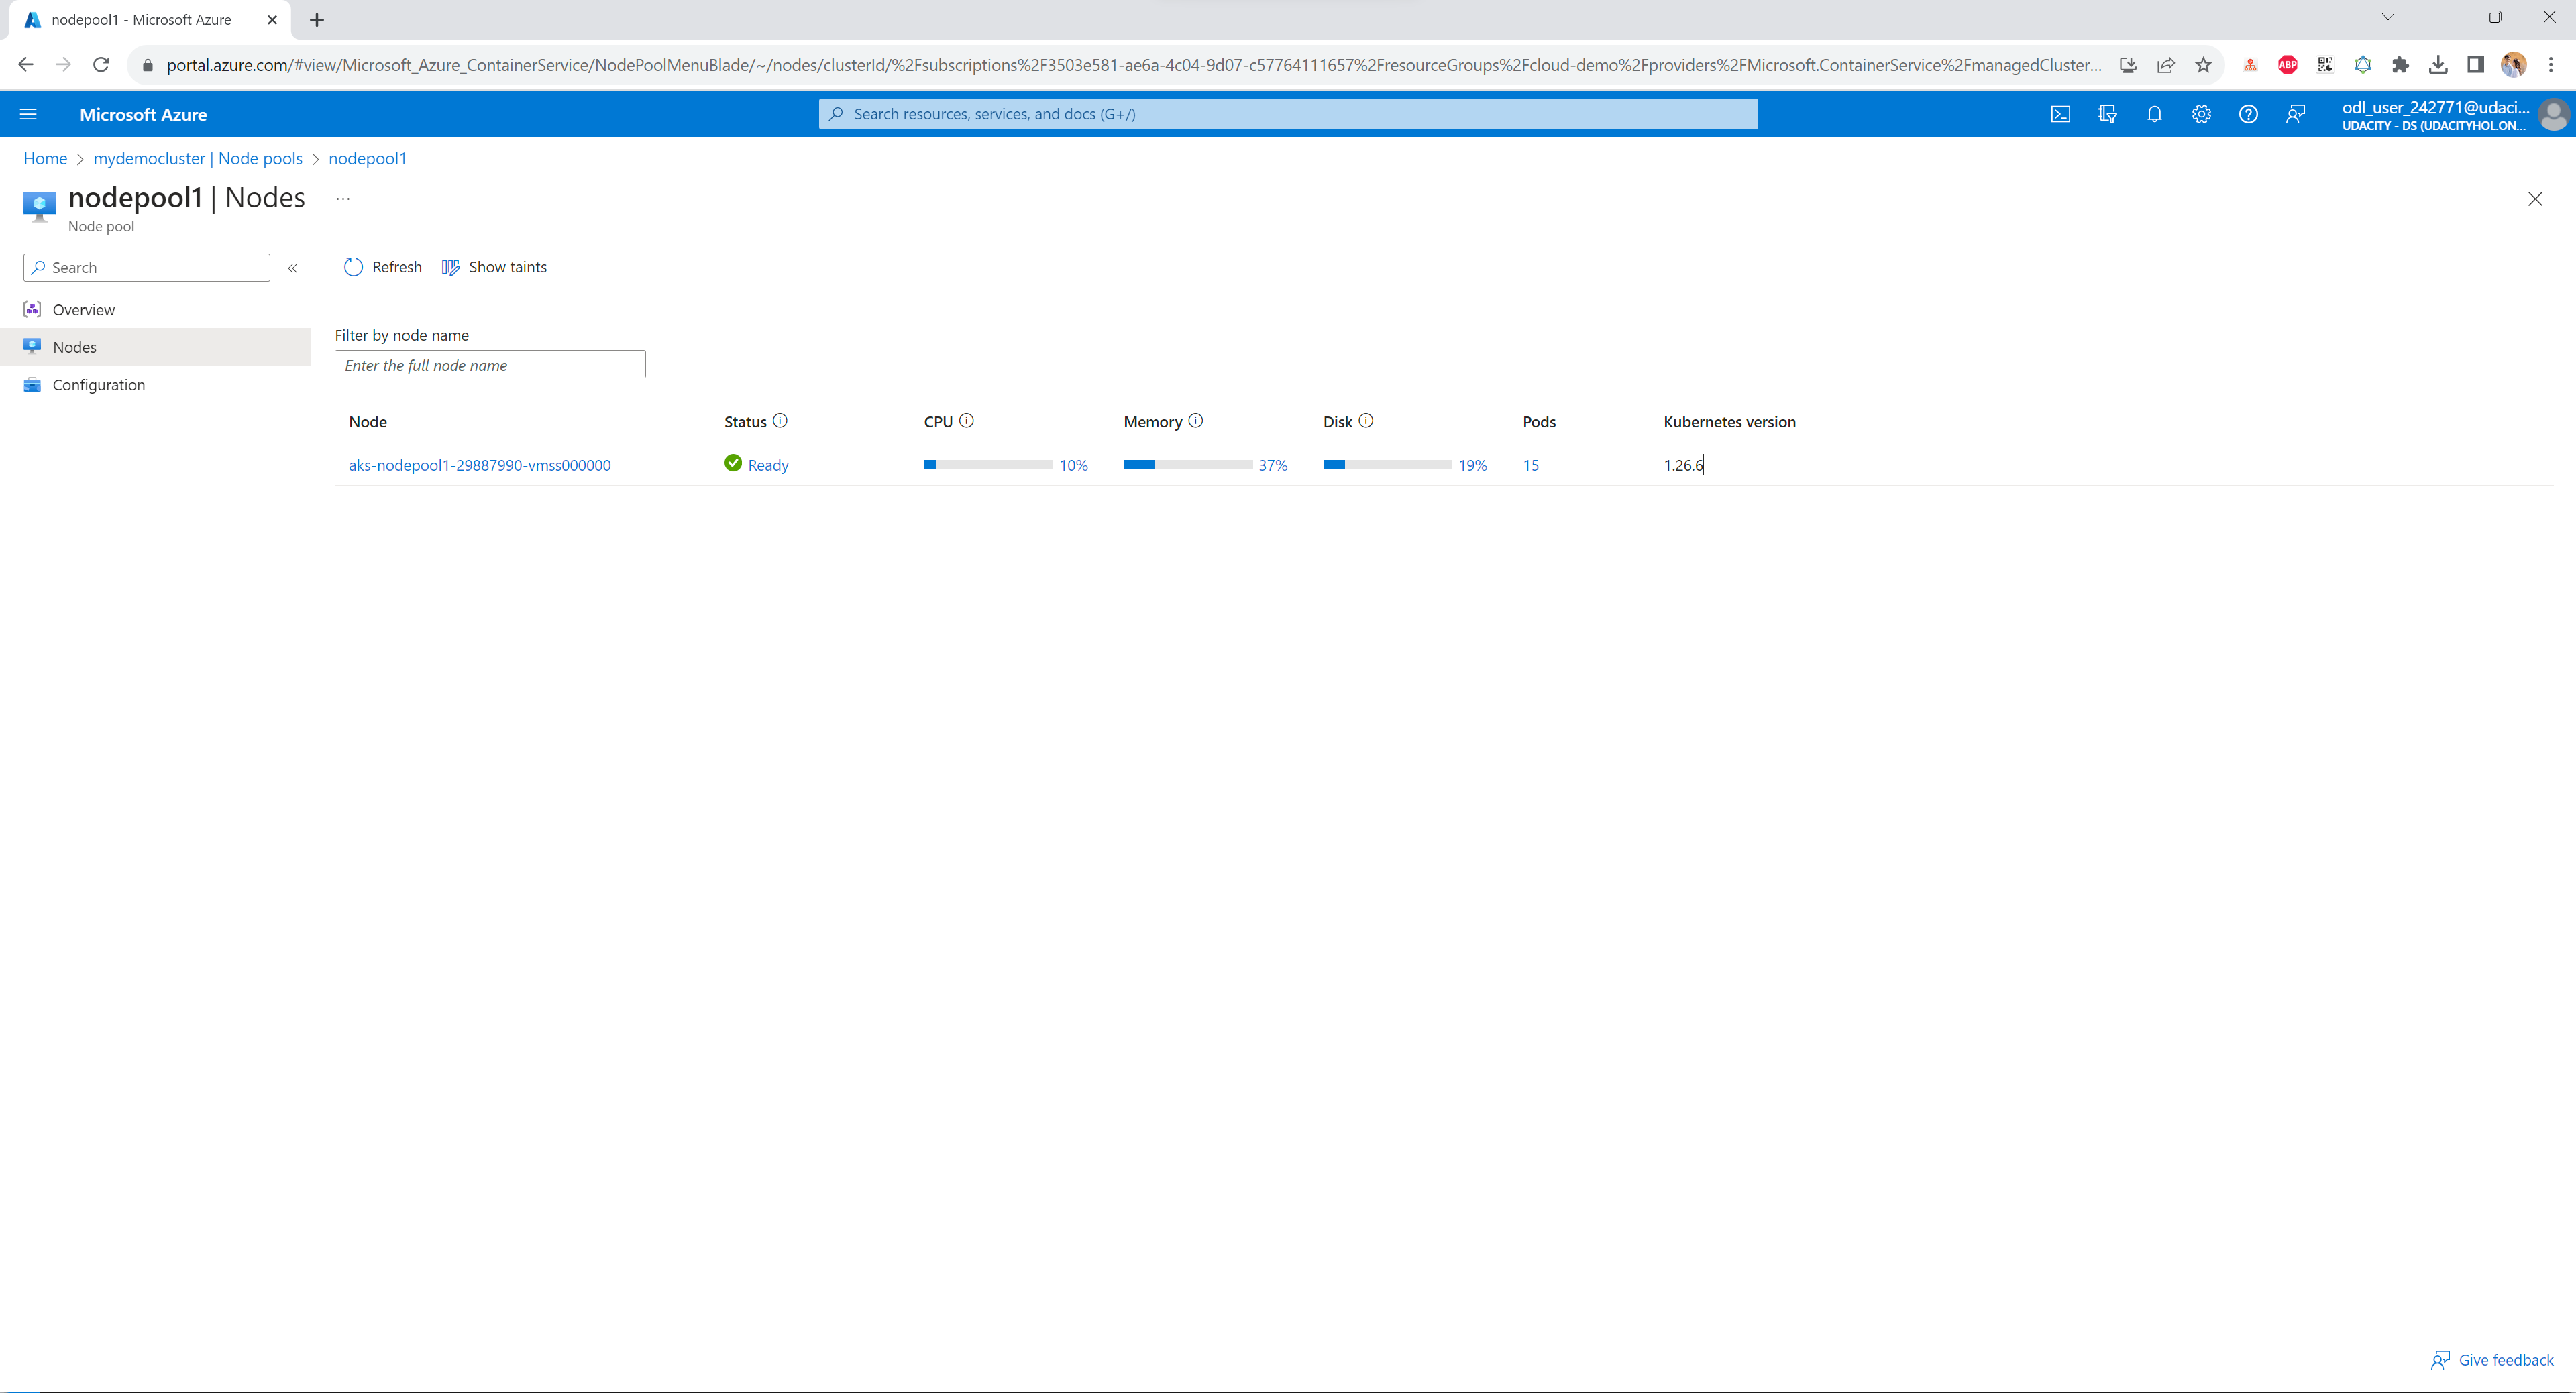 nodepool1 - Microsoft Azure
portal.azure.com/#view/Microsoft_Azure_ContainerService/NodePoolMenuBlade/~/nodes/clusterId/%2Fsubscriptions%2F3503e581-ae6a-4c04-9d07-c57764111657%2FresourceGroups%2Fcloud-demo%2Fproviders%2FMicrosoft.ContainerService%2FmanagedCluster...
ABP
Microsoft Azure
Search resources, services, and docs (G+/)
odl_user_242771@udaci...
UDACITY - DS (UDACITYHOL.ON...
Home > mydemocluster | Node pools > nodepool1
nodepool1 | Nodes ...
Node pool
Search «
Refresh Show taints
Overview
Nodes
Configuration
Filter by node name
Enter the full node name
Node Status CPU Memory Disk Pods Kubernetes version
aks-nodepool1-29887990-vmss000000 Ready 10% 37% 19% 15 1.26.6
Give feedback